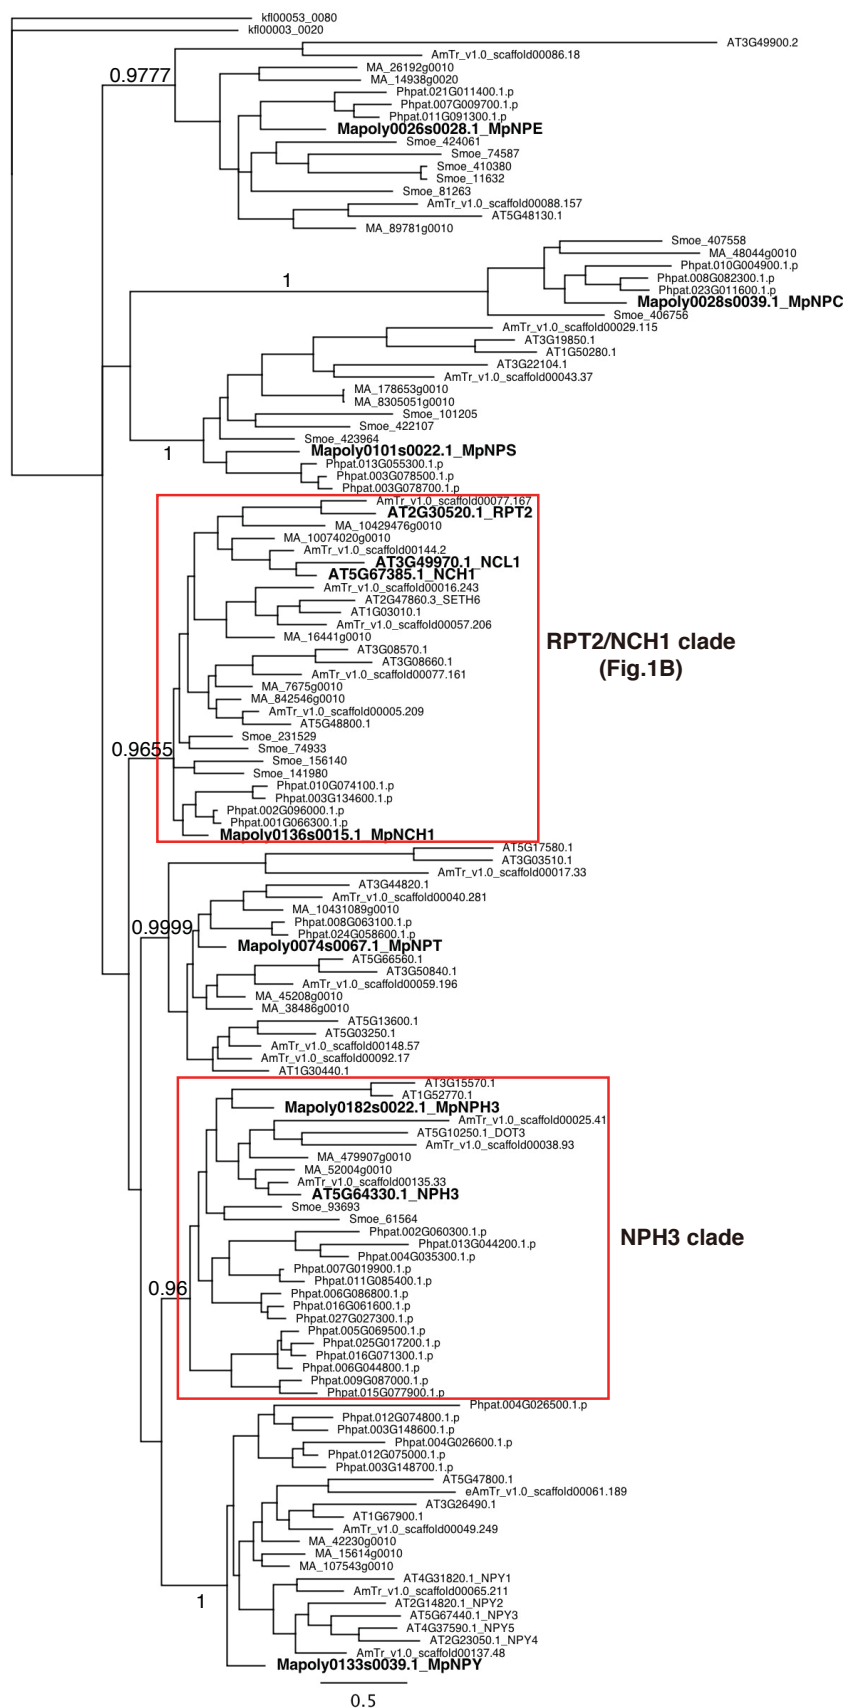 kfl00053_0080
kfl00003_0020
AT3G49900.2
AmTr_v1.0_scaffold00086.18
0.9777
MA_26192g0010
MA_14938g0020
Phpat.021G011400.1.p
Phpat.007G009700.1.p
Phpat.011G091300.1.p
Mapoly0026s0028.1_MpNPE
Smoe_424061
Smoe_74587
Smoe_410380
Smoe_11632
Smoe_81263
AmTr_v1.0_scaffold00088.157
AT5G48130.1
MA_89781g0010
Smoe_407558
MA_48044g0010
Phpat.010G004900.1.p
Phpat.008G082300.1.p
1
Phpat.023G011600.1.p
Mapoly0028s0039.1_MpNPC
Smoe_406756
AmTr_v1.0_scaffold00029.115
AT3G19850.1
AT1G50280.1
AT3G22104.1
AmTr_v1.0_scaffold00043.37
MA_178653g0010
MA_8305051g0010
Smoe_101205
Smoe_422107
Smoe_423964
1
Mapoly0101s0022.1_MpNPS
Phpat.013G055300.1.p
Phpat.003G078500.1.p
Phpat.003G078700.1.p
AmTr_v1.0_scaffold00077.167
AT2G30520.1_RPT2
MA_10429476g0010
MA_10074020g0010
AmTr_v1.0_scaffold00144.2
AT3G49970.1_NCL1
AT5G67385.1_NCH1
AmTr_v1.0_scaffold00016.243
AT2G47860.3_SETH6
AT1G03010.1
AmTr_v1.0_scaffold00057.206
MA_16441g0010
RPT2/NCH1 clade
(Fig.1B)
AT3G08570.1
AT3G08660.1
AmTr_v1.0_scaffold00077.161
MA_7675g0010
MA_842546g0010
AmTr_v1.0_scaffold00005.209
AT5G48800.1
Smoe_231529
0.9655
Smoe_74933
Smoe_156140
Smoe_141980
Phpat.010G074100.1.p
Phpat.003G134600.1.p
Phpat.002G096000.1.p
Phpat.001G066300.1.p
Mapoly0136s0015.1_MpNCH1
AT5G17580.1
AT3G03510.1
AmTr_v1.0_scaffold00017.33
AT3G44820.1
AmTr_v1.0_scaffold00040.281
MA_10431089g0010
Phpat.008G063100.1.p
0.9999
Phpat.024G058600.1.p
Mapoly0074s0067.1_MpNPT
AT5G66560.1
AT3G50840.1
AmTr_v1.0_scaffold00059.196
MA_45208g0010
MA_38486g0010
AT5G13600.1
AT5G03250.1
AmTr_v1.0_scaffold00148.57
AmTr_v1.0_scaffold00092.17
AT1G30440.1
AT3G15570.1
AT1G52770.1
Mapoly0182s0022.1_MpNPH3
AmTr_v1.0_scaffold00025.41
AT5G10250.1_DOT3
AmTr_v1.0_scaffold00038.93
MA_479907g0010
MA_52004g0010
AmTr_v1.0_scaffold00135.33
AT5G64330.1_NPH3
Smoe_93693
Smoe_61564
Phpat.002G060300.1.p
NPH3 clade
Phpat.013G044200.1.p
Phpat.004G035300.1.p
Phpat.007G019900.1.p
Phpat.011G085400.1.p
0.96
Phpat.006G086800.1.p
Phpat.016G061600.1.p
Phpat.027G027300.1.p
Phpat.005G069500.1.p
Phpat.025G017200.1.p
Phpat.016G071300.1.p
Phpat.006G044800.1.p
Phpat.009G087000.1.p
Phpat.015G077900.1.p
Phpat.004G026500.1.p
Phpat.012G074800.1.p
Phpat.003G148600.1.p
Phpat.004G026600.1.p
Phpat.012G075000.1.p
Phpat.003G148700.1.p
AT5G47800.1
eAmTr_v1.0_scaffold00061.189
AT3G26490.1
AT1G67900.1
AmTr_v1.0_scaffold00049.249
MA_42230g0010
MA_15614g0010
MA_107543g0010
AT4G31820.1_NPY1
AmTr_v1.0_scaffold00065.211
1
AT2G14820.1_NPY2
AT5G67440.1_NPY3
AT4G37590.1_NPY5
AT2G23050.1_NPY4
AmTr_v1.0_scaffold00137.48
Mapoly0133s0039.1_MpNPY
0.5